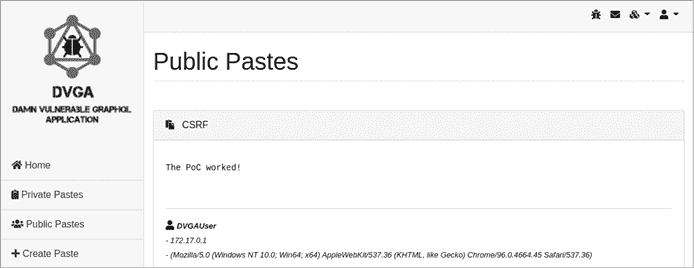 DVGA
DAMN VULNERABLE GRAPHQL
APPLICATION
Home
Private Pastes
Public Pastes
Create Paste
Public Pastes
CSRF
The PoC worked!
DVGAUser
- 172.17.0.1
- (Mozilla/5.0 (Windows NT 10.0; Win64; x64) AppleWebKit/537.36 (KHTML, like Gecko) Chrome/96.0.4664.45 Safari/537.36)